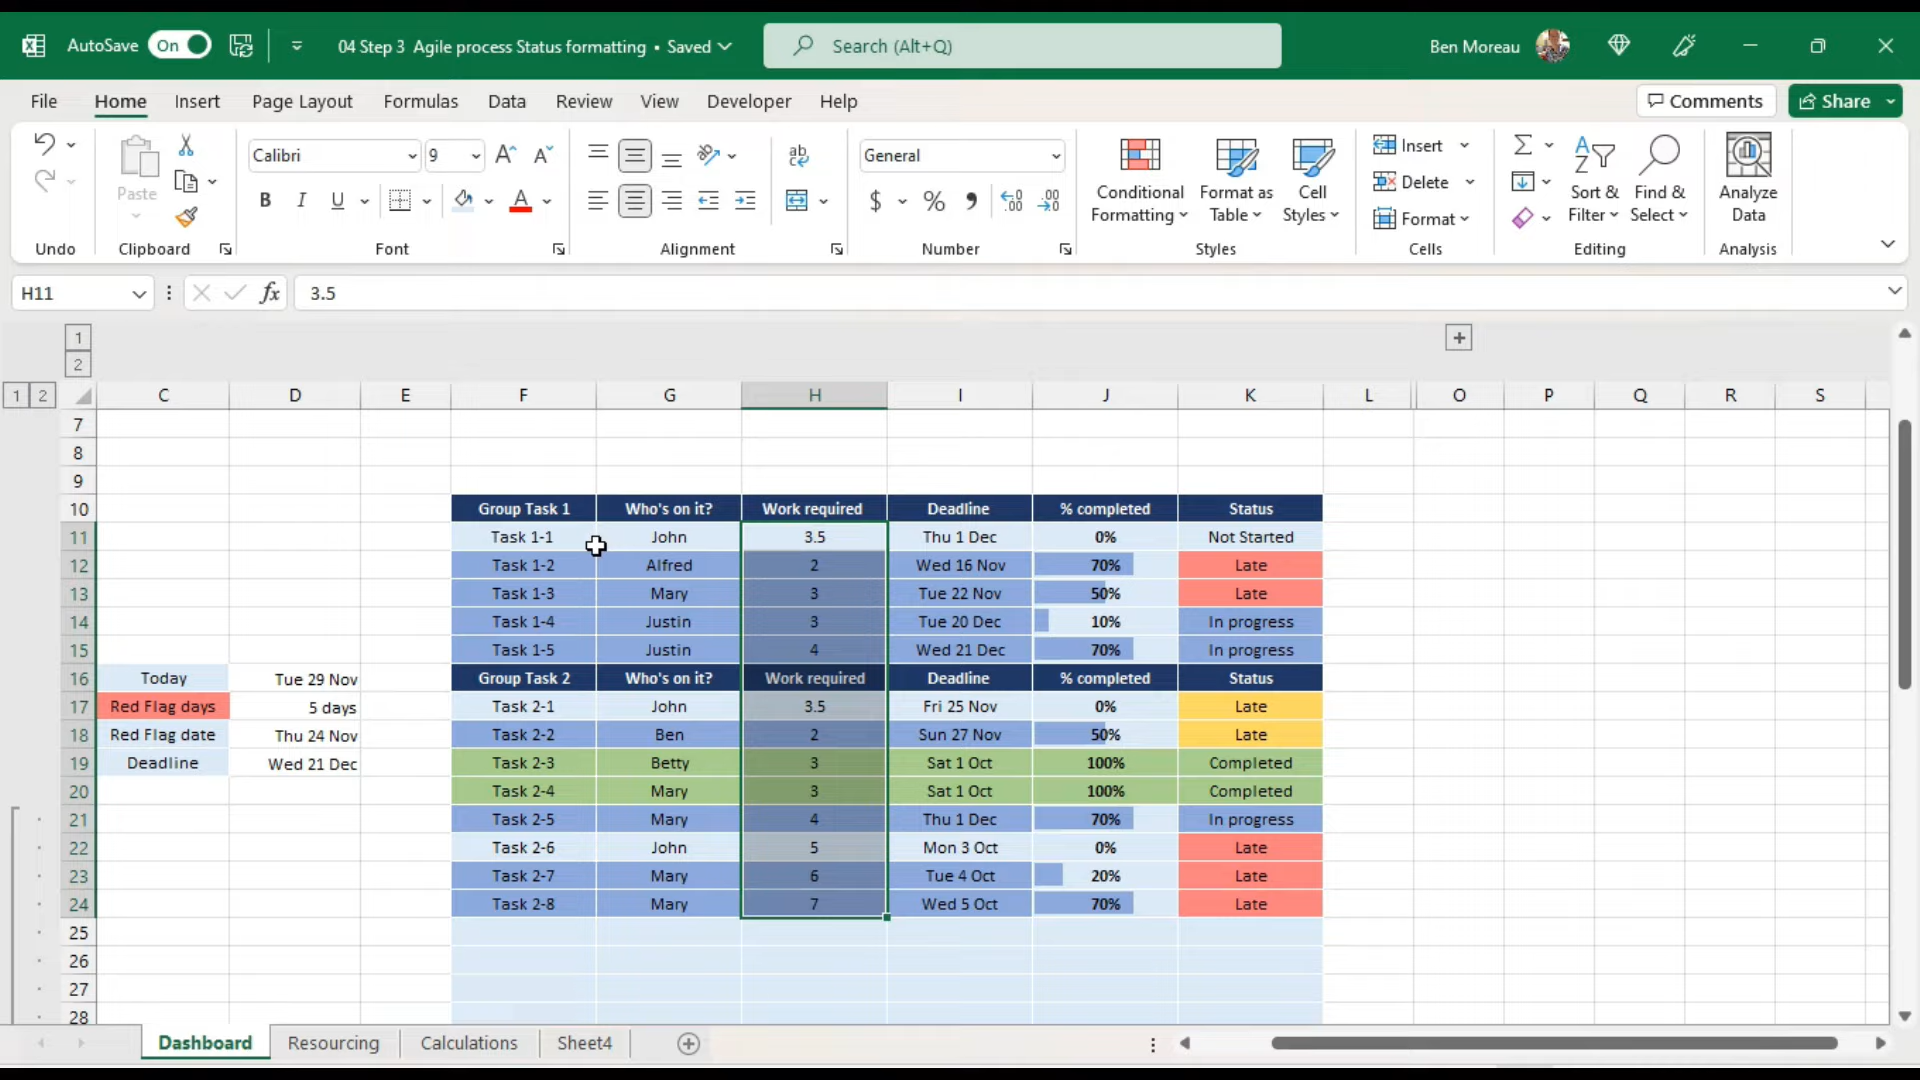 AutoSave On 04 Step 3 Agile process Status formatting • Saved Search (Alt+Q) Ben Moreau
File Home Insert Page Layout Formulas Data Review View Developer Help Comments Share
Paste Calibri 9 General Conditional Formatting Format as Table Cell Styles Insert Delete Format Sort & Filter Find & Select Analyze Data
B I U $ % ab
Undo Clipboard Font Alignment Number Styles Cells Editing Analysis
H11 fx 3.5
1
2
1 2 C D E F G H I J K L O P Q R S
7
8
9
10 Group Task 1 Who's on it? Work required Deadline % completed Status
11 Task 1-1 John 3.5 Thu 1 Dec 0% Not Started
12 Task 1-2 Alfred 2 Wed 16 Nov 70% Late
13 Task 1-3 Mary 3 Tue 22 Nov 50% Late
14 Task 1-4 Justin 3 Tue 20 Dec 10% In progress
15 Task 1-5 Justin 4 Wed 21 Dec 70% In progress
16 Today Tue 29 Nov Group Task 2 Who's on it? Work required Deadline % completed Status
17 Red Flag days 5 days Task 2-1 John 3.5 Fri 25 Nov 0% Late
18 Red Flag date Thu 24 Nov Task 2-2 Ben 2 Sun 27 Nov 50% Late
19 Deadline Wed 21 Dec Task 2-3 Betty 3 Sat 1 Oct 100% Completed
20 Task 2-4 Mary 3 Sat 1 Oct 100% Completed
21 Task 2-5 Mary 4 Thu 1 Dec 70% In progress
22 Task 2-6 John 5 Mon 3 Oct 0% Late
23 Task 2-7 Mary 6 Tue 4 Oct 20% Late
24 Task 2-8 Mary 7 Wed 5 Oct 70% Late
25
26
27
28
Dashboard Resourcing Calculations Sheet4